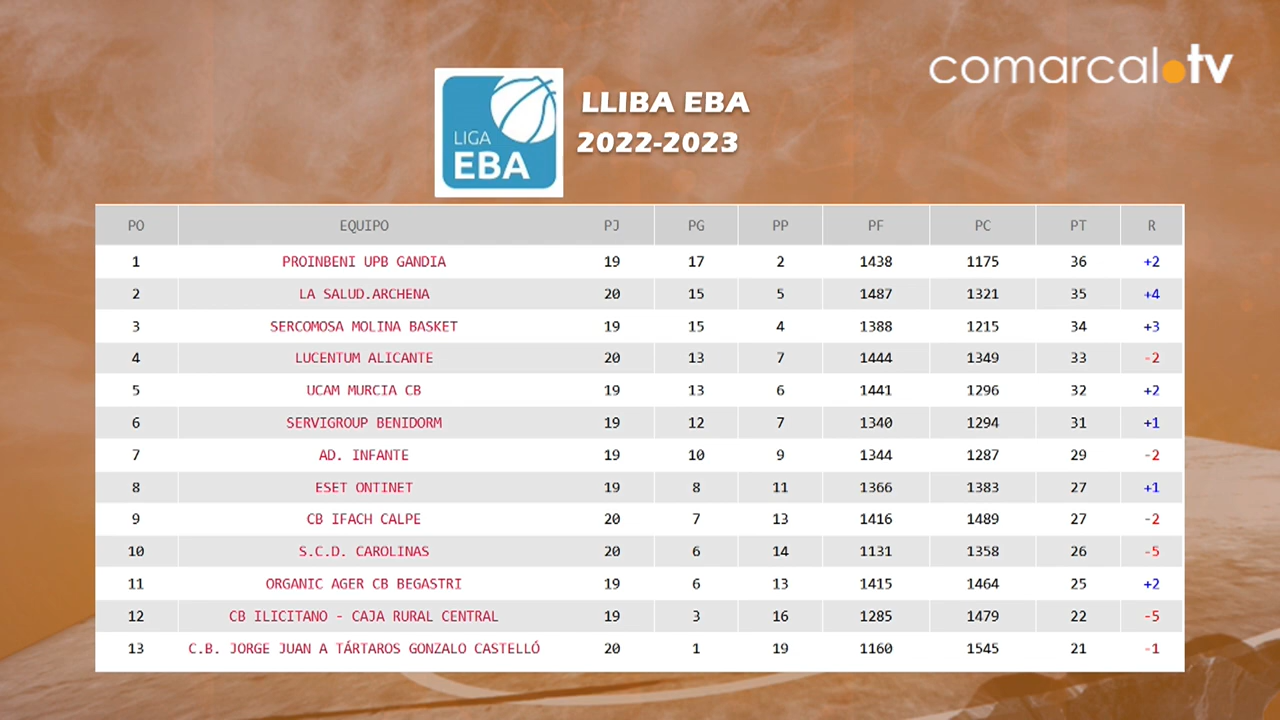 comarcal.tv
LLIBA EBA
2022-2023
LIGA
EBA
PO EQUIPO PJ PG PP PF PC PT R
1 PROINBENI UPB GANDIA 19 17 2 1438 1175 36 +2
2 LA SALUD.ARCHENA 20 15 5 1487 1321 35 +4
3 SERCOMOSA MOLINA BASKET 19 15 4 1388 1215 34 +3
4 LUCENTUM ALICANTE 20 13 7 1444 1349 33 -2
5 UCAM MURCIA CB 19 13 6 1441 1296 32 +2
6 SERVIGROUP BENIDORM 19 12 7 1340 1294 31 +1
7 AD. INFANTE 19 10 9 1344 1287 29 -2
8 ESET ONTINET 19 8 11 1366 1383 27 +1
9 CB IFACH CALPE 20 7 13 1416 1489 27 -2
10 S.C.D. CAROLINAS 20 6 14 1131 1358 26 -5
11 ORGANIC AGER CB BEGASTRI 19 6 13 1415 1464 25 +2
12 CB ILICITANO - CAJA RURAL CENTRAL 19 3 16 1285 1479 22 -5
13 C.B. JORGE JUAN A TÁRTAROS GONZALO CASTELLÓ 20 1 19 1160 1545 21 -1